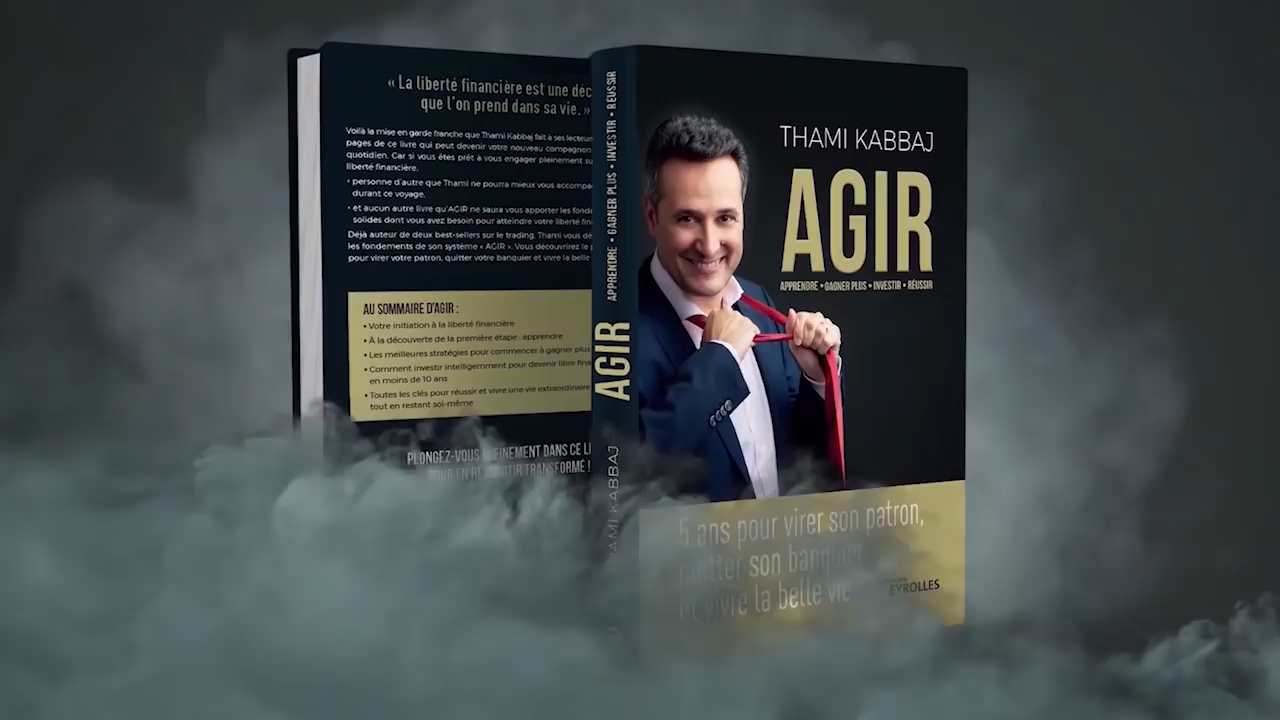 « La liberté financière est une déc
que l'on prend dans sa vie. »
Voilà la mise en garde franche que Thami Kabbaj fait à ses lecteur
pages de ce livre qui peut devenir votre nouveau compagnon
quotidien. Car si vous êtes prêt à vous engager pleinement su
liberté financière,
• personne d'autre que Thami ne pourra mieux vous accompa
durant ce voyage.
• et aucun autre livre qu'AGIR ne saura vous apporter les fonde
solides dont vous avez besoin pour atteindre votre liberté fin
Déjà auteur de deux best-sellers sur le trading, Thami vous dé
les fondements de son système « AGIR ». Vous découvrirez le p
pour virer votre patron, quitter votre banquier et vivre la belle
AU SOMMAIRE D'AGIR :
• Votre initiation à la liberté financière
• À la découverte de la première étape : apprendre
• Les meilleures stratégies pour commencer à gagner plus
• Comment investir intelligemment pour devenir libre fina
en moins de 10 ans
• Toutes les clés pour réussir et vivre une vie extraordinaire
tout en restant soi-même
PLONGEZ-VOUS PLEINEMENT DANS CE LI
POUR EN RESSORTIR TRANSFORMÉ !
APPRENDRE • GAGNER PLUS • INVESTIR • RÉUSSIR
AGIR
AMI KABBAJ
THAMI KABBAJ
AGIR
APPRENDRE • GAGNER PLUS • INVESTIR • RÉUSSIR
5 ans pour virer son patron,
quitter son banquier
et vivre la belle vie
EYROLLES